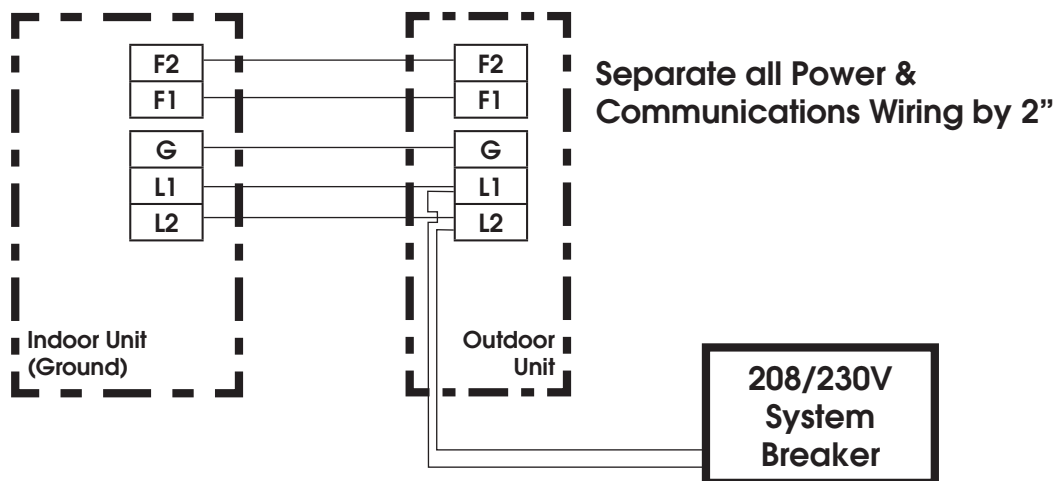 F2
F1
G
L1
L2
F2
F1
G
L1
L2
Separate all Power &
Communications Wiring by 2”
Indoor Unit
(Ground)
Outdoor
Unit
208/230V
System
Breaker